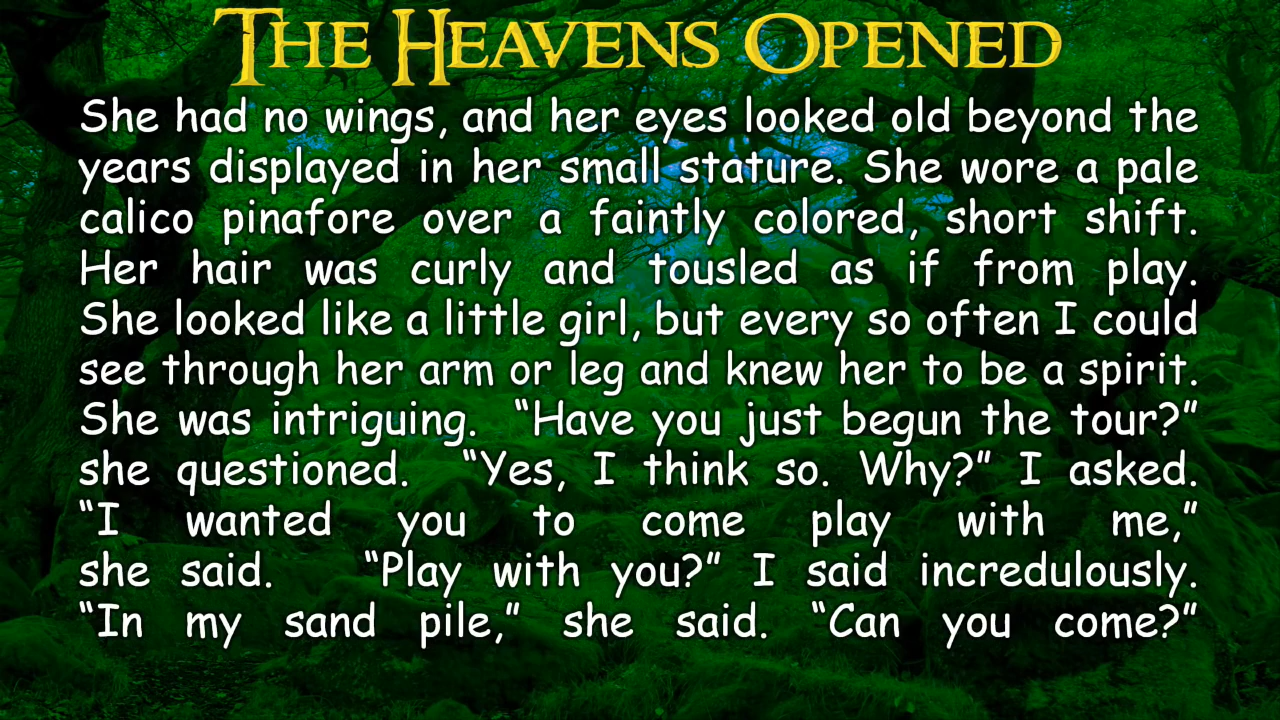 The Heavens Opened
She had no wings, and her eyes looked old beyond the
years displayed in her small stature. She wore a pale
calico pinafore over a faintly colored, short shift.
Her hair was curly and tousled as if from play.
She looked like a little girl, but every so often I could
see through her arm or leg and knew her to be a spirit.
She was intriguing. “Have you just begun the tour?”
she questioned. “Yes, I think so. Why?” I asked.
“I wanted you to come play with me,”
she said. “Play with you?” I said incredulously.
“In my sand pile,” she said. “Can you come?”